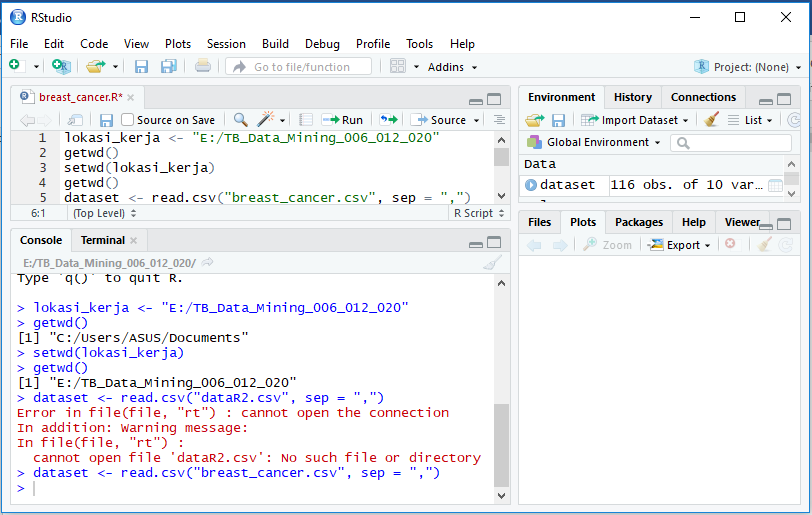 RStudio
File Edit Code View Plots Session Build Debug Profile Tools Help
Go to file/function
Addins
Project: (None)
breast_cancer.R*
Source on Save
Run
Source
1 lokasi_kerja <- "E:/TB_Data_Mining_006_012_020"
2 getwd()
3 setwd(lokasi_kerja)
4 getwd()
5 dataset <- read.csv("breast_cancer.csv", sep = ",")
6:1 (Top Level) R Script
Console Terminal
E:/TB_Data_Mining_006_012_020/
Type 'q()' to quit R.
> lokasi_kerja <- "E:/TB_Data_Mining_006_012_020"
> getwd()
[1] "C:/Users/ASUS/Documents"
> setwd(lokasi_kerja)
> getwd()
[1] "E:/TB_Data_Mining_006_012_020"
> dataset <- read.csv("dataR2.csv", sep = ",")
Error in file(file, "rt") : cannot open the connection
In addition: Warning message:
In file(file, "rt") :
cannot open file 'dataR2.csv': No such file or directory
> dataset <- read.csv("breast_cancer.csv", sep = ",")
>
Environment History Connections
Import Dataset List
Global Environment
Data
dataset 116 obs. of 10 var…
Files Plots Packages Help Viewer
Zoom Export